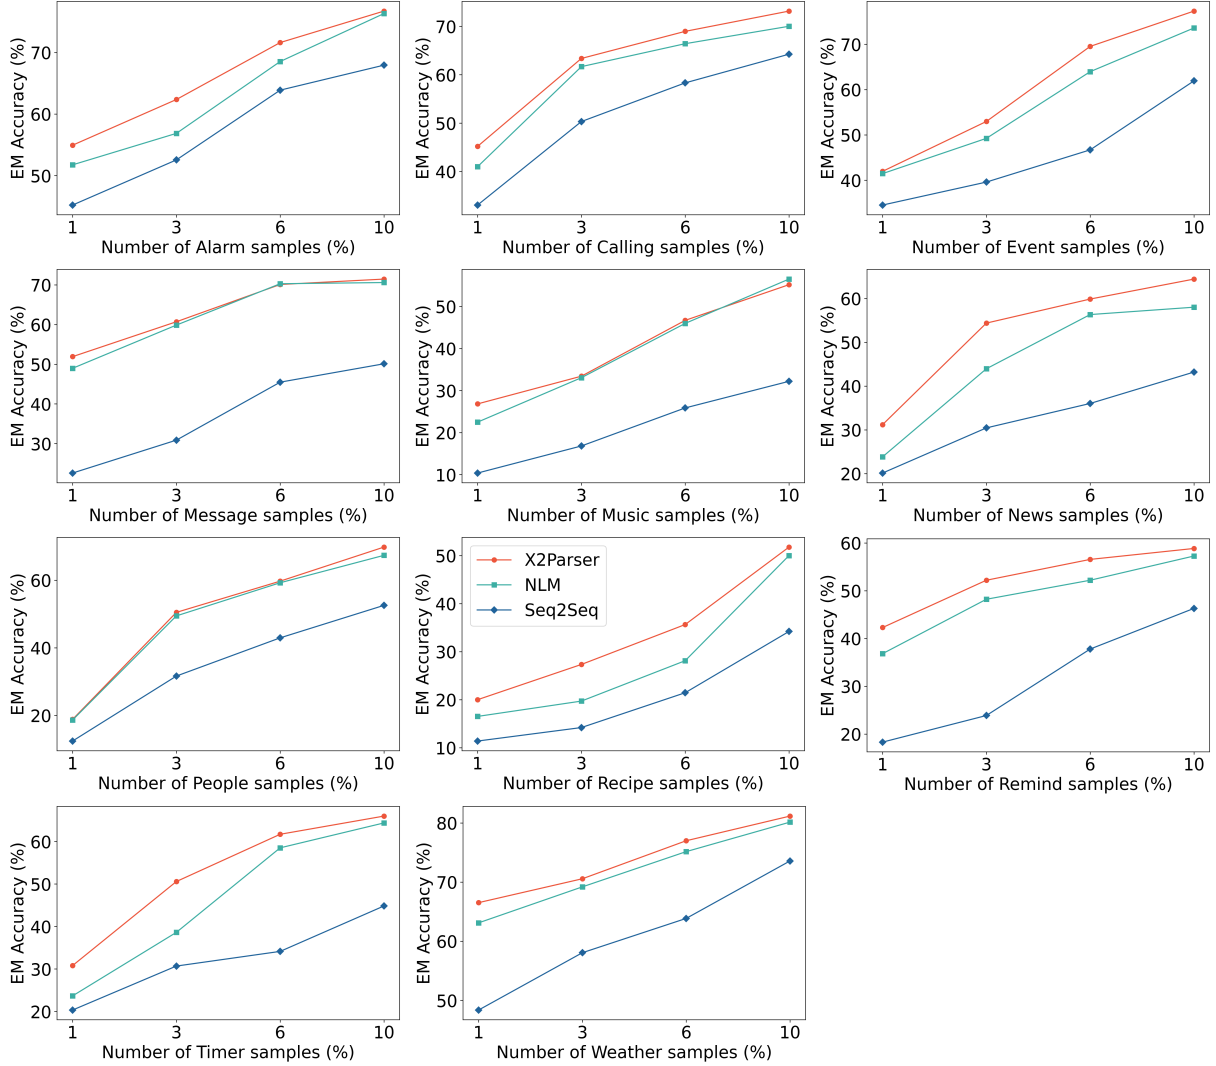 EM Accuracy (%)
70
60
50
1 3 6 10
Number of Alarm samples (%)
EM Accuracy (%)
70
60
50
40
1 3 6 10
Number of Calling samples (%)
EM Accuracy (%)
70
60
50
40
1 3 6 10
Number of Event samples (%)
EM Accuracy (%)
70
60
50
40
30
1 3 6 10
Number of Message samples (%)
EM Accuracy (%)
50
40
30
20
10
1 3 6 10
Number of Music samples (%)
EM Accuracy (%)
60
50
40
30
20
1 3 6 10
Number of News samples (%)
EM Accuracy (%)
60
40
20
1 3 6 10
Number of People samples (%)
EM Accuracy (%)
50
40
30
20
10
X2Parser
NLM
Seq2Seq
1 3 6 10
Number of Recipe samples (%)
EM Accuracy (%)
60
50
40
30
20
1 3 6 10
Number of Remind samples (%)
EM Accuracy (%)
60
50
40
30
20
1 3 6 10
Number of Timer samples (%)
EM Accuracy (%)
80
70
60
50
1 3 6 10
Number of Weather samples (%)